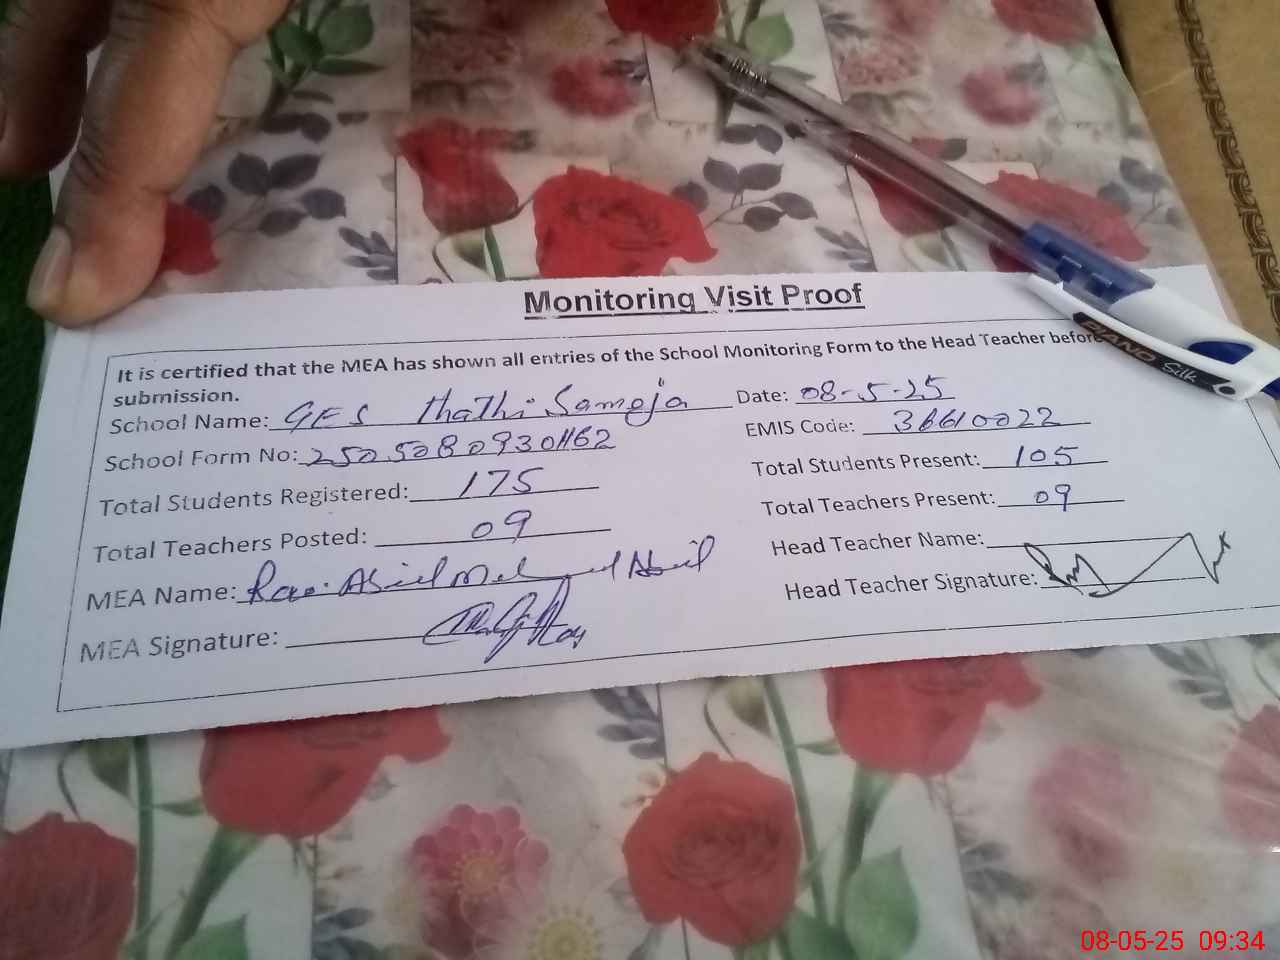 Monitoring Visit Proof
It is certified that the MEA has shown all entries of the School Monitoring Form to the Head Teacher before
submission.
School Name: GES thathi Sameja Date: 08-5-25
School Form No: 25050809301162 EMIS Code: 36610022
Total Students Registered: 175 Total Students Present: 105
Total Teachers Posted: 09 Total Teachers Present: 09
MEA Name: Rao. Head Teacher Name:
MEA Signature: Head Teacher Signature:
PIANO Silk
08-05-25 09:34